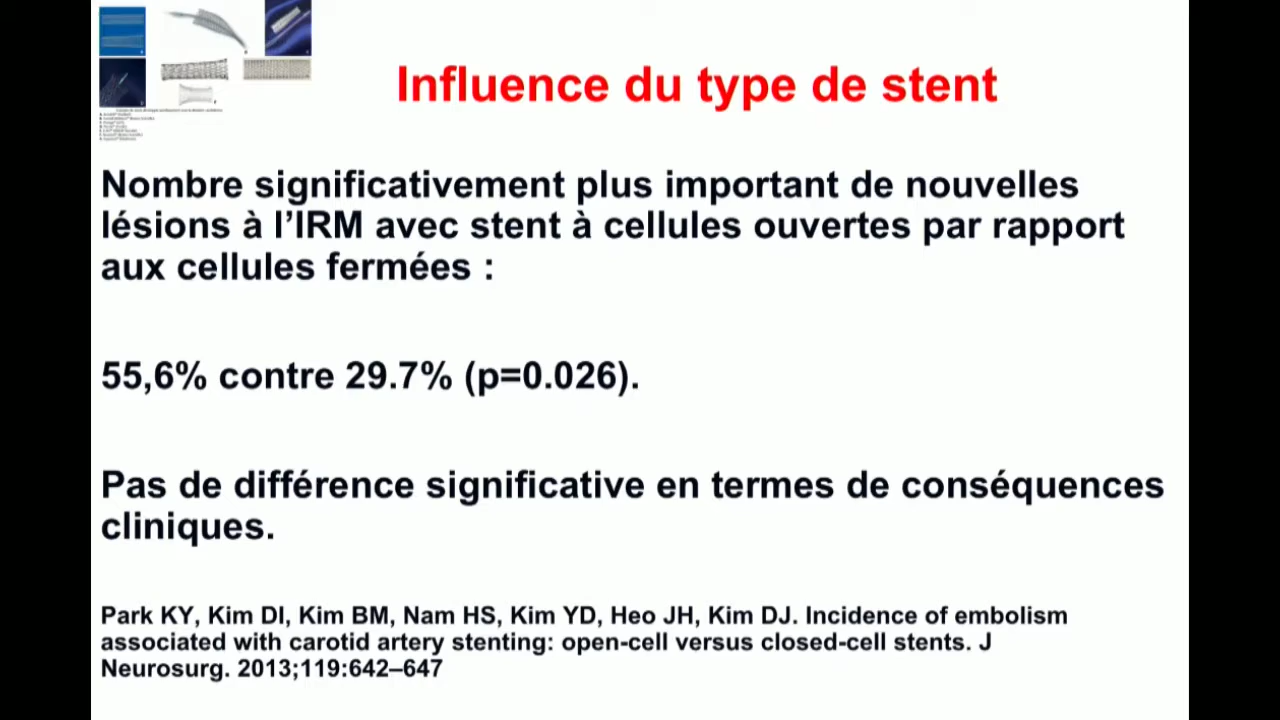 Influence du type de stent
Nombre significativement plus important de nouvelles
lésions à l’IRM avec stent à cellules ouvertes par rapport
aux cellules fermées :
55,6% contre 29.7% (p=0.026).
Pas de différence significative en termes de conséquences
cliniques.
Park KY, Kim DI, Kim BM, Nam HS, Kim YD, Heo JH, Kim DJ. Incidence of embolism
associated with carotid artery stenting: open-cell versus closed-cell stents. J
Neurosurg. 2013;119:642–647